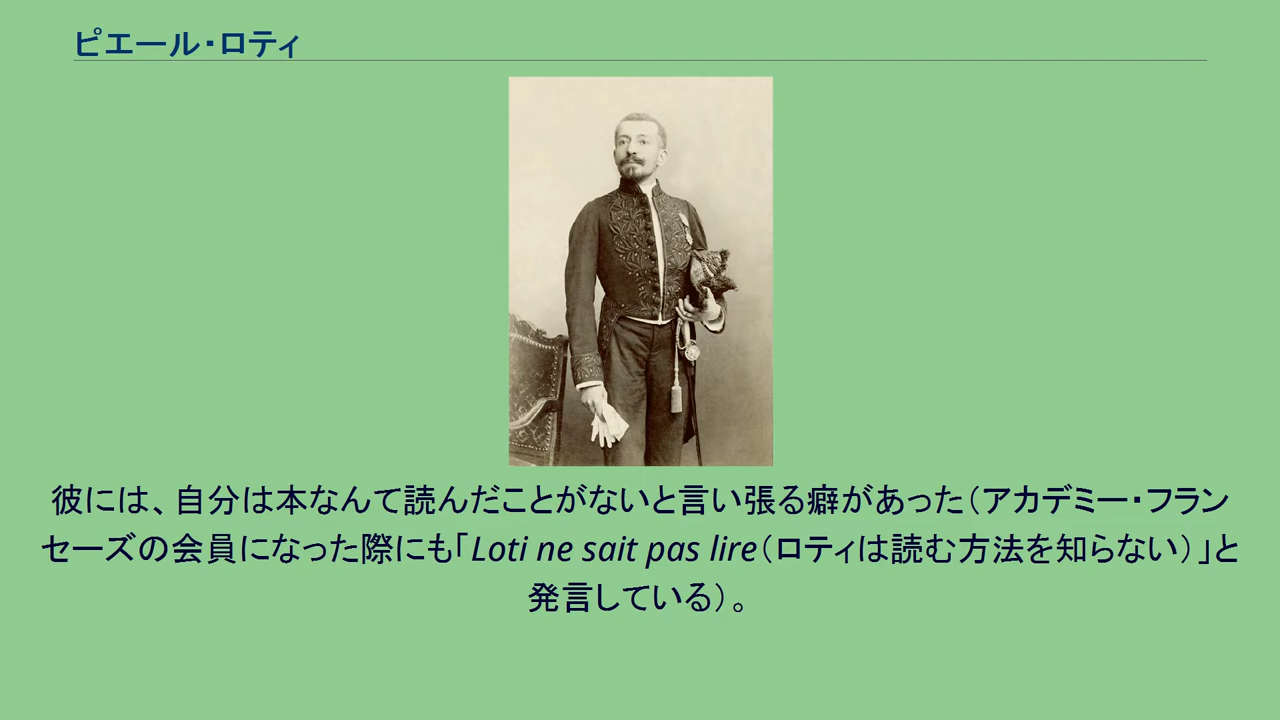 ピエール・ロティ
彼には、自分は本なんて読んだことがないと言い張る癖があった（アカデミー・フラン
セーズの会員になった際にも「Loti ne sait pas lire（ロティは読む方法を知らない）」と
発言している）。